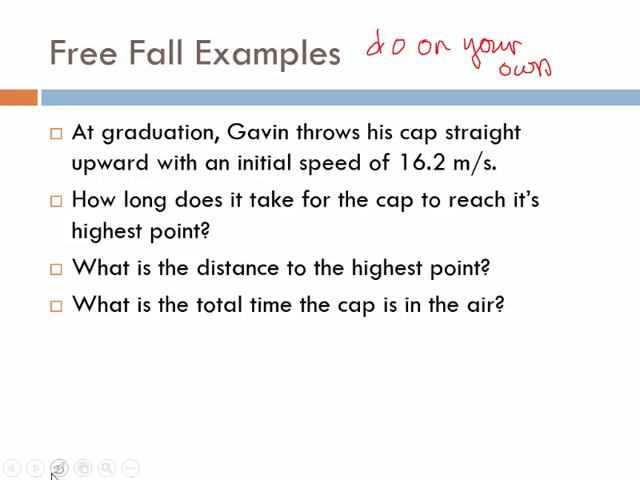 Free Fall Examples do on your
own
At graduation, Gavin throws his cap straight
upward with an initial speed of 16.2 m/s.
How long does it take for the cap to reach it's
highest point?
What is the distance to the highest point?
What is the total time the cap is in the air?